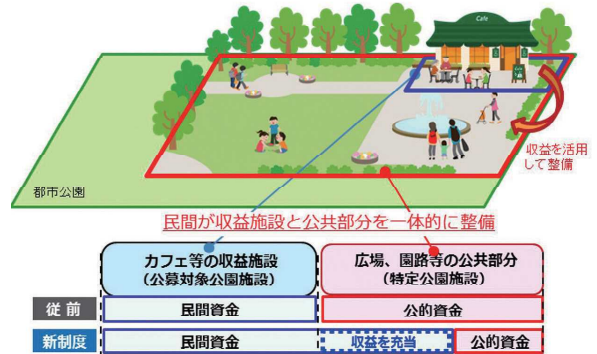 Cafe
収益を活用
して整備
都市公園
民間が収益施設と公共部分を一体的に整備
カフェ等の収益施設
(公募対象公園施設)
広場、園路等の公共部分
(特定公園施設)
従前
民間資金
公的資金
新制度
民間資金
収益を充当
公的資金